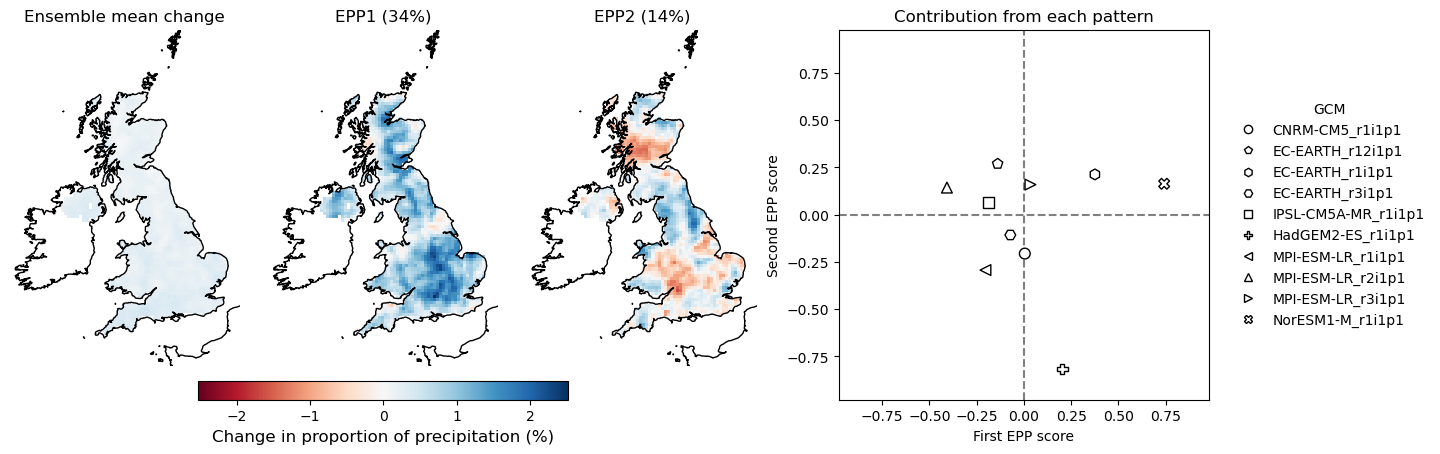 Ensemble mean change
EPP1 (34%)
EPP2 (14%)
−2 −1 0 1 2
Change in proportion of precipitation (%)
Contribution from each pattern
Second EPP score
0.75
0.50
0.25
0.00
−0.25
−0.50
−0.75
−0.75 −0.50 −0.25 0.00 0.25 0.50 0.75
First EPP score
GCM
CNRM-CM5_r1i1p1
EC-EARTH_r12i1p1
EC-EARTH_r1i1p1
EC-EARTH_r3i1p1
IPSL-CM5A-MR_r1i1p1
HadGEM2-ES_r1i1p1
MPI-ESM-LR_r1i1p1
MPI-ESM-LR_r2i1p1
MPI-ESM-LR_r3i1p1
NorESM1-M_r1i1p1